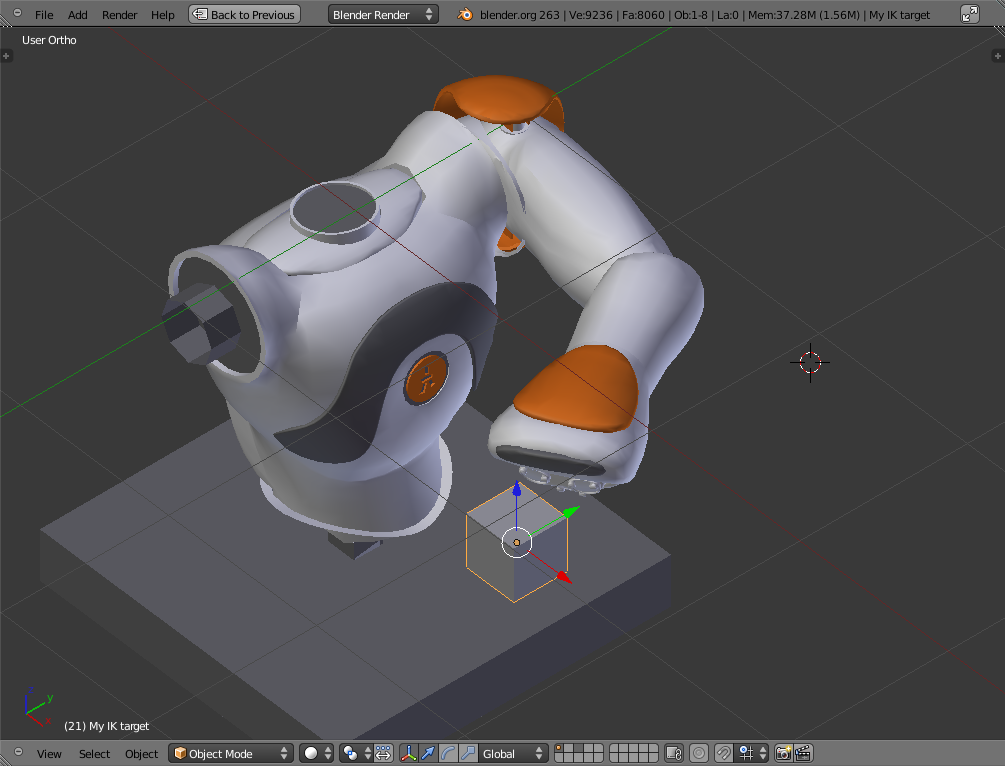 File Add Render Help Back to Previous Blender Render blender.org 263 | Ve:9236 | Fa:8060 | Ob:1-8 | La:0 | Mem:37.28M (1.56M) | My IK target
User Ortho
z
y
x
(21) My IK target
View Select Object Object Mode Global